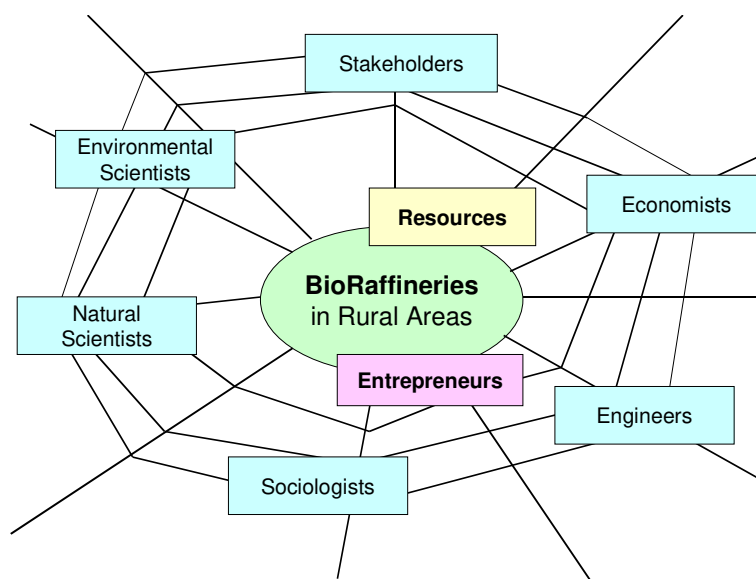 Stakeholders
Environmental
Scientists
Resources
Economists
BioRaffineries
in Rural Areas
Natural
Scientists
Entrepreneurs
Engineers
Sociologists